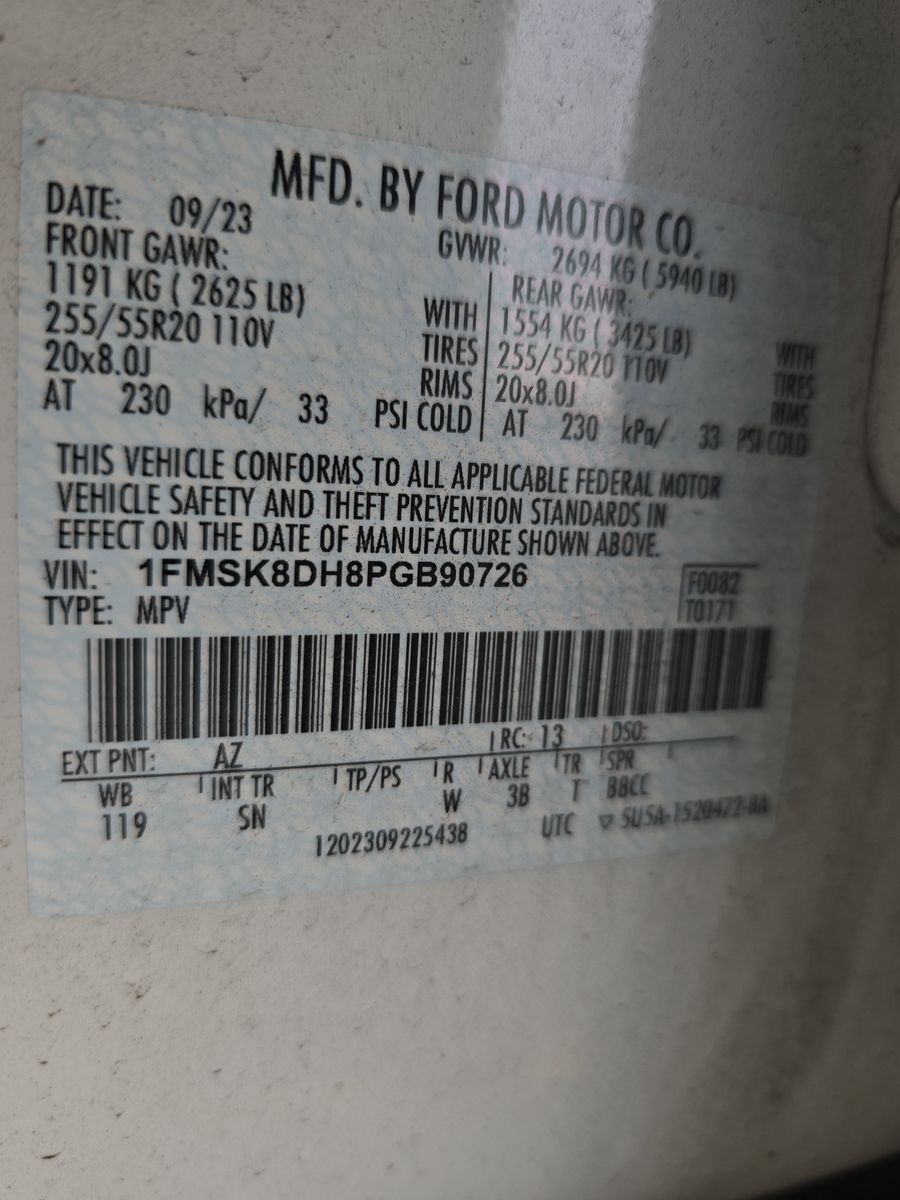 MFD. BY FORD MOTOR CO.
DATE: 09/23 GVWR: 2694 KG ( 5940 LB)
FRONT GAWR: REAR GAWR:
1191 KG ( 2625 LB) WITH 1554 KG ( 3425 LB) WITH
255/55R20 110V TIRES 255/55R20 110V TIRES
20x8.0J RIMS 20x8.0J RIMS
AT 230 kPa/ 33 PSI COLD AT 230 kPa/ 33 PSI COLD
THIS VEHICLE CONFORMS TO ALL APPLICABLE FEDERAL MOTOR
VEHICLE SAFETY AND THEFT PREVENTION STANDARDS IN
EFFECT ON THE DATE OF MANUFACTURE SHOWN ABOVE.
VIN: 1FMSK8DH8PGB90726 F0082
TYPE: MPV T0171
EXT PNT: AZ RC: 13 DSO:
WB INT TR TP/PS R AXLE TR SPR
119 SN W 3B T BBCC
1202309225438 UTC ▽ 5U5A-1520472-BA